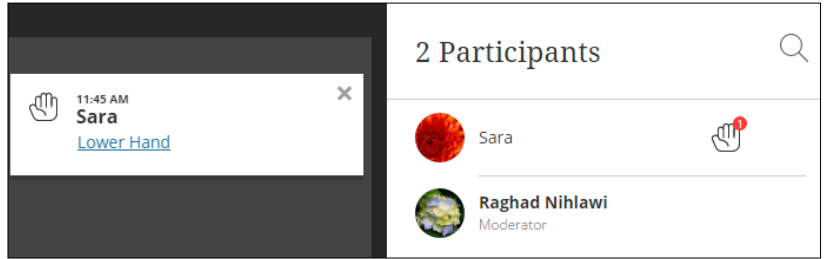 11:45 AM
Sara
Lower Hand
2 Participants
Sara
1
Raghad Nihlawi
Moderator